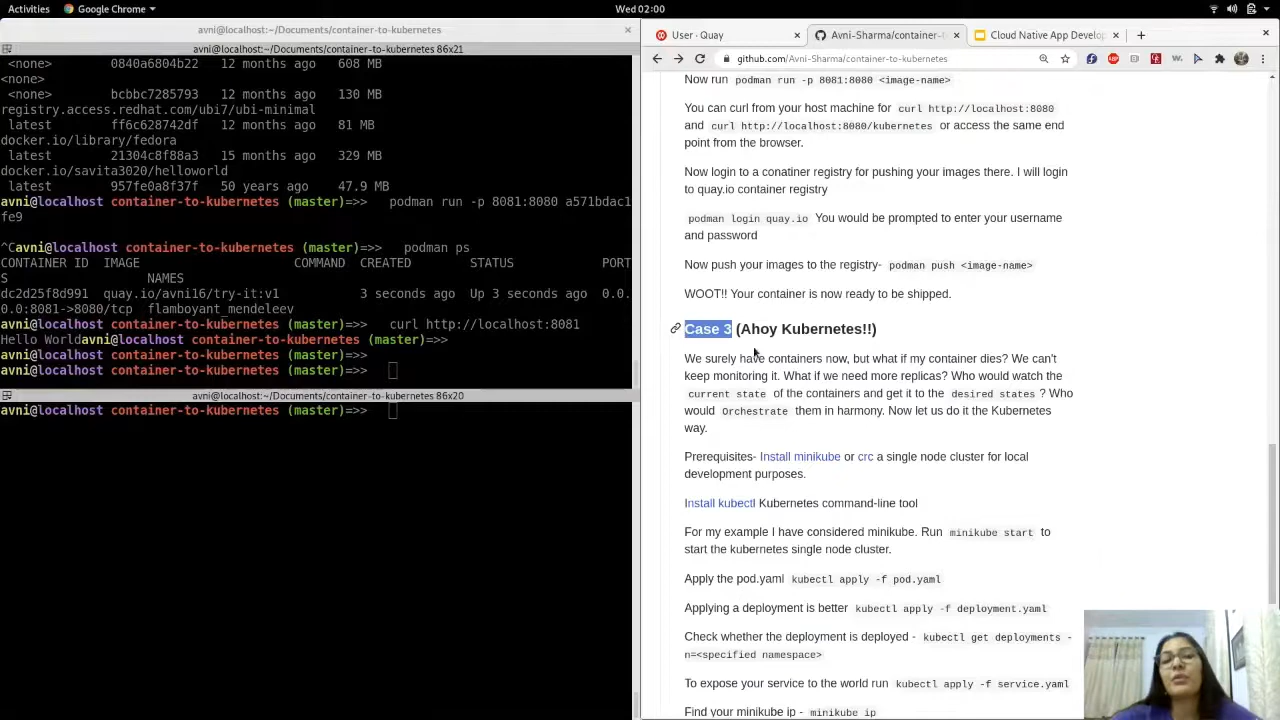 Activities Google Chrome Wed 02:00
avni@localhost:~/Documents/container-to-kubernetes
avni@localhost:~/Documents/container-to-kubernetes 86x21
<none> 0840a6804b22 12 months ago 608 MB
<none>
<none> bcbbc7285793 12 months ago 130 MB
registry.access.redhat.com/ubi7/ubi-minimal
latest ff6c628742df 12 months ago 81 MB
docker.io/library/fedora
latest 21304c8f88a3 15 months ago 329 MB
docker.io/savita3020/helloworld
latest 957fe0a8f37f 50 years ago 47.9 MB
avni@localhost container-to-kubernetes (master)=>> podman run -p 8081:8080 a571bdac1
fe9
^Cavni@localhost container-to-kubernetes (master)=>> podman ps
CONTAINER ID IMAGE COMMAND CREATED STATUS PORT
S NAMES
dc2d25f8d991 quay.io/avni16/try-it:v1 3 seconds ago Up 3 seconds ago 0.0.
0.0:8081->8080/tcp flamboyant_mendeleev
avni@localhost container-to-kubernetes (master)=>> curl http://localhost:8081
Hello Worldavni@localhost container-to-kubernetes (master)=>>
avni@localhost container-to-kubernetes (master)=>>
avni@localhost container-to-kubernetes (master)=>>
avni@localhost:~/Documents/container-to-kubernetes 86x20
avni@localhost container-to-kubernetes (master)=>>
User · Quay
Avni-Sharma/container-
Cloud Native App Develo
github.com/Avni-Sharma/container-to-kubernetes
Now run podman run -p 8081:8080 <image-name>
You can curl from your host machine for curl http://localhost:8080
and curl http://localhost:8080/kubernetes or access the same end
point from the browser.
Now login to a conatiner registry for pushing your images there. I will login
to quay.io container registry
podman login quay.io You would be prompted to enter your username
and password
Now push your images to the registry- podman push <image-name>
WOOT!! Your container is now ready to be shipped.
Case 3 (Ahoy Kubernetes!!)
We surely have containers now, but what if my container dies? We can't
keep monitoring it. What if we need more replicas? Who would watch the
current state of the containers and get it to the desired states ? Who
would Orchestrate them in harmony. Now let us do it the Kubernetes
way.
Prerequisites- Install minikube or crc a single node cluster for local
development purposes.
Install kubectl Kubernetes command-line tool
For my example I have considered minikube. Run minikube start to
start the kubernetes single node cluster.
Apply the pod.yaml kubectl apply -f pod.yaml
Applying a deployment is better kubectl apply -f deployment.yaml
Check whether the deployment is deployed - kubectl get deployments -
n=<specified namespace>
To expose your service to the world run kubectl apply -f service.yaml
Find your minikube ip - minikube ip